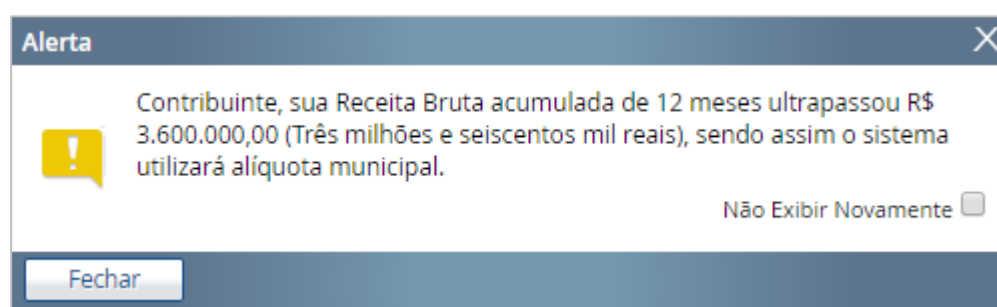 Alerta
Contribuinte, sua Receita Bruta acumulada de 12 meses ultrapassou R$
3.600.000,00 (Três milhões e seiscentos mil reais), sendo assim o sistema
utilizará alíquota municipal.
Não Exibir Novamente
Fechar